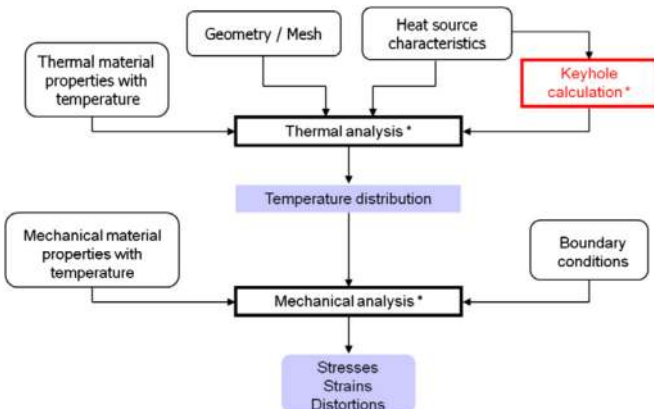 Geometry / Mesh
Heat source
characteristics
Thermal material
properties with
temperature
Keyhole
calculation *
Thermal analysis *
Temperature distribution
Mechanical material
properties with
temperature
Boundary
conditions
Mechanical analysis *
Stresses
Strains
Distortions